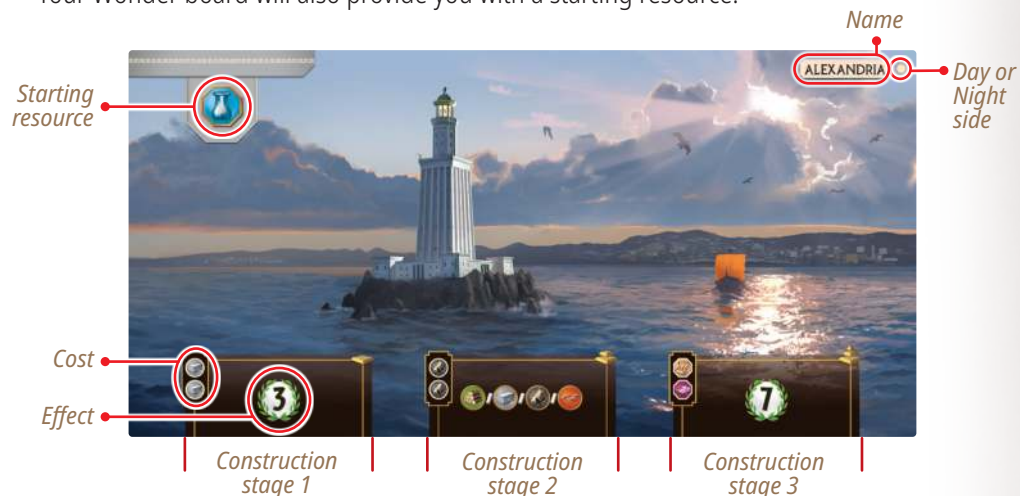 Your Wonder board will also provide you with a starting resource.
Name
ALEXANDRIA
Day or
Night
side
Starting
resource
Cost
Effect
3
7
Construction
stage 1
Construction
stage 2
Construction
stage 3